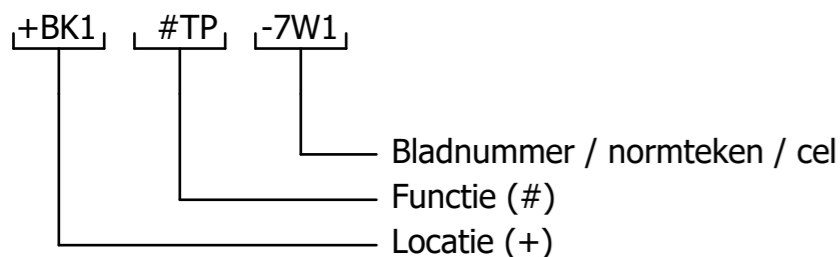 +BK1 #TP -7W1
Bladnummer / normteken / cel
Functie (#)
Locatie (+)